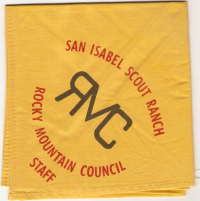 SAN ISABEL SCOUT RANCH
RMC
ROCKY MOUNTAIN COUNCIL
STAFF